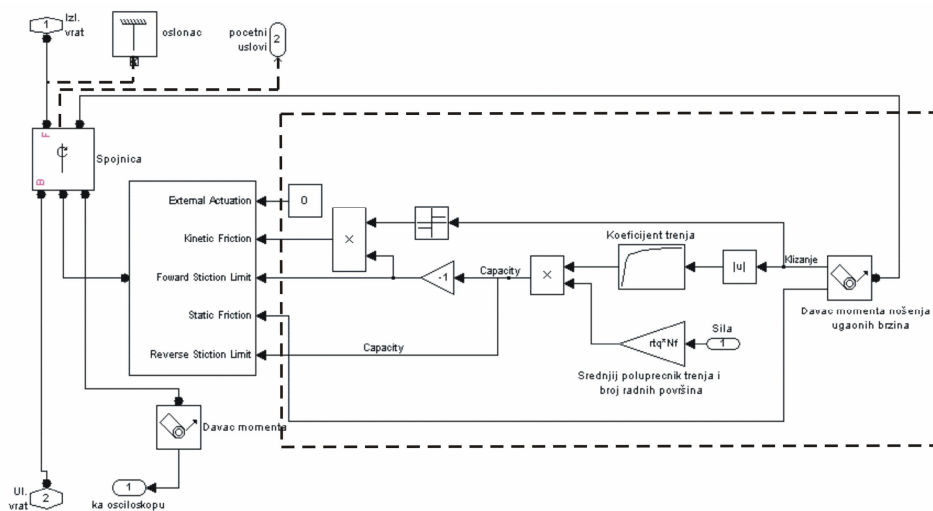 1
Izl.
vrat
oslonac
pocetni
uslovi
2
F
B
Spojnica
External Actuation
0
Kinetic Friction
×
Foward Stiction Limit
-1
Capacity
×
Koeficijent trenja
|u|
Klizanje
Davac momenta nošenja i
ugaonih brzina
Static Friction
Sila
1
rtq*Nf
Reverse Stiction Limit
Capacity
Srednjij poluprecnik trenja i
broj radnih površina
Davac momenta
Ul.
vrat
2
1
ka osciloskopu